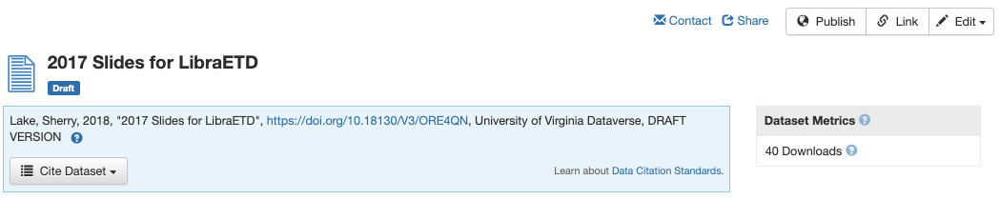 Contact Share Publish Link Edit
2017 Slides for LibraETD
Draft
Lake, Sherry, 2018, "2017 Slides for LibraETD", https://doi.org/10.18130/V3/ORE4QN, University of Virginia Dataverse, DRAFT
VERSION ?
Cite Dataset
Learn about Data Citation Standards.
Dataset Metrics ?
40 Downloads ?